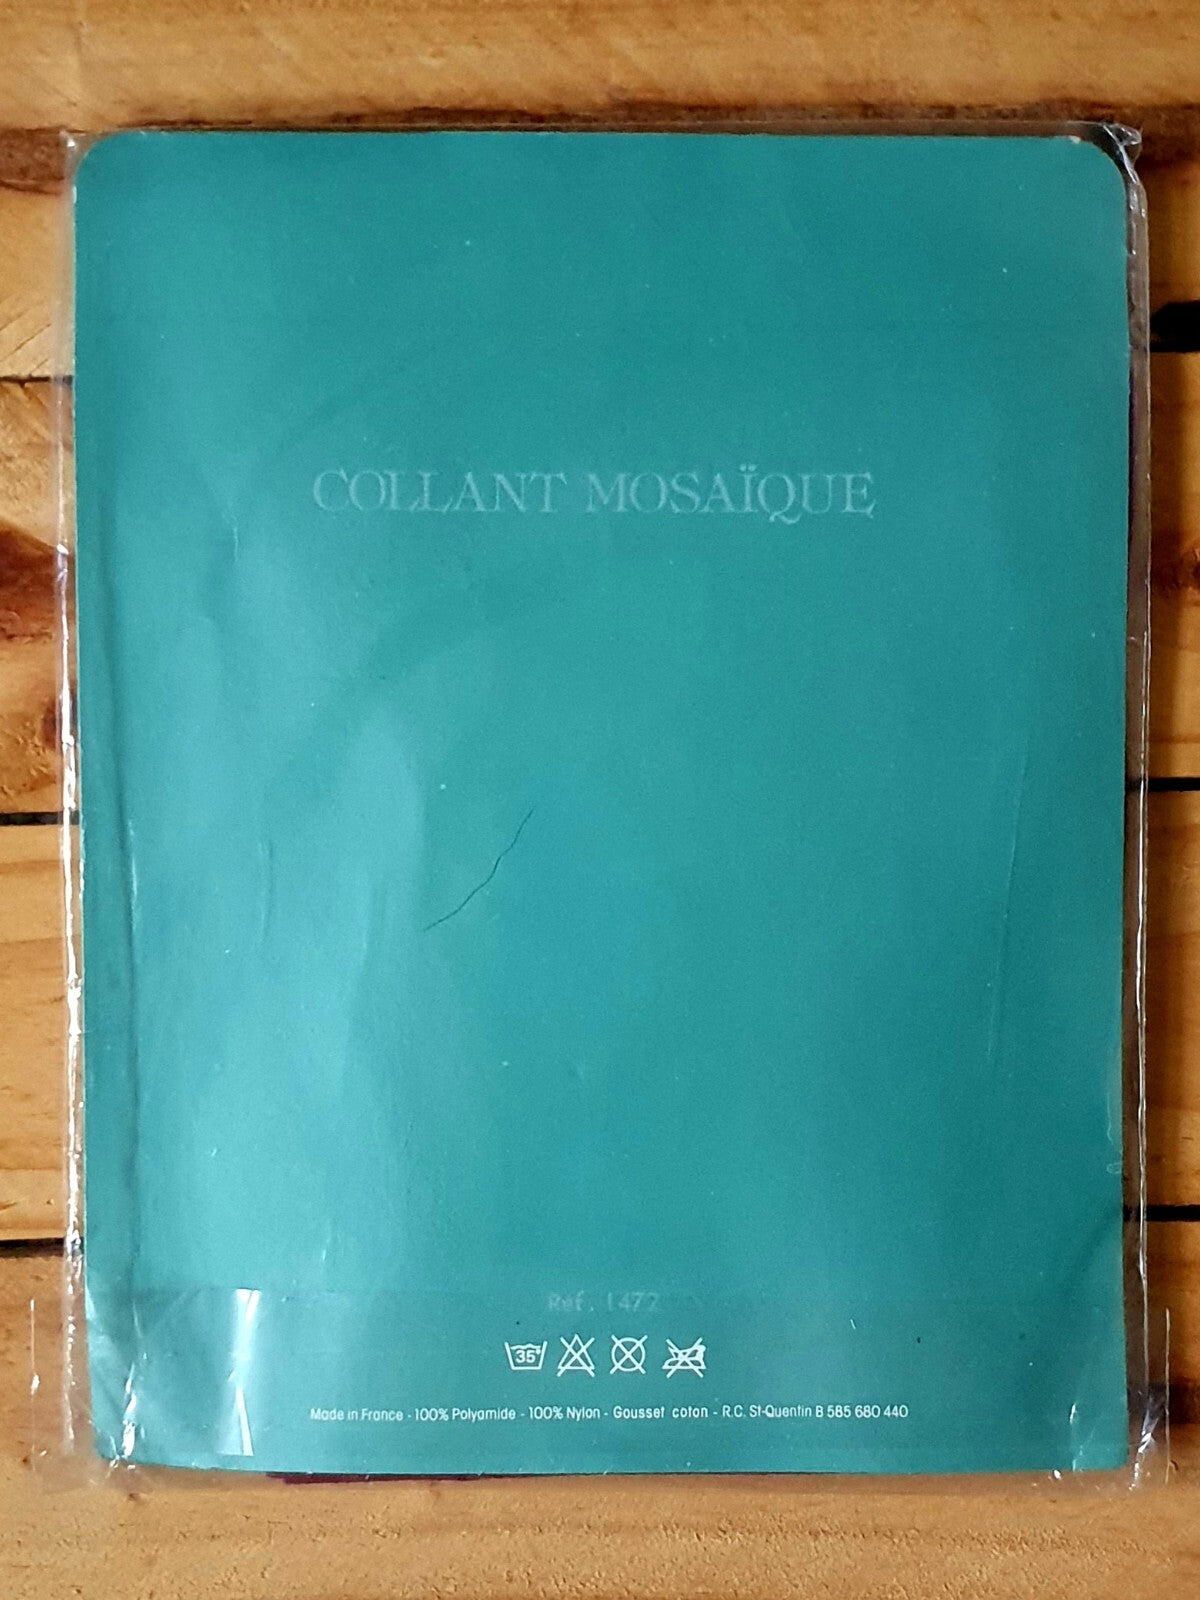 COLLANT MOSAÏQUE
Réf. 1472
35°
Made in France - 100% Polyamide - 100% Nylon - Gousset coton - R.C. St-Quentin B 585 680 440